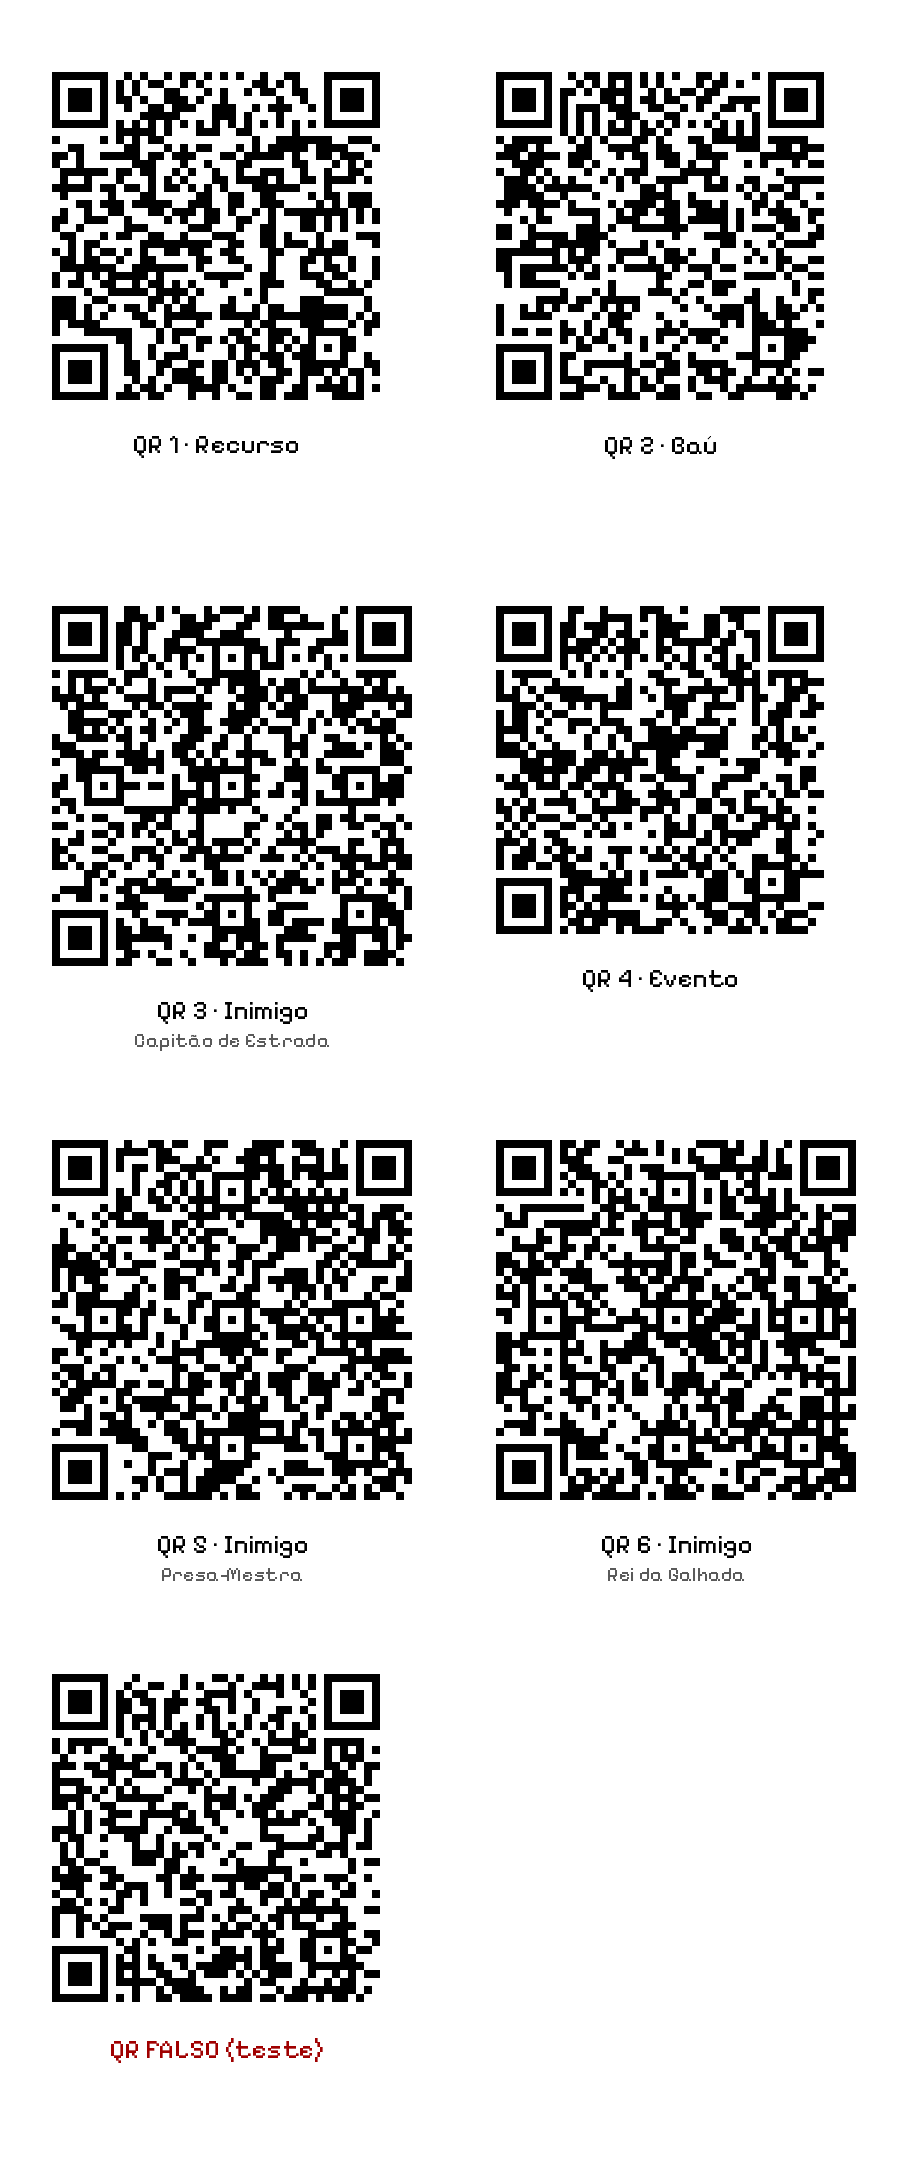 QR 1 · Recurso
QR 2 · Baú
QR 3 · Inimigo
Capitão de Estrada
QR 4 · Evento
QR 5 · Inimigo
Presa-Mestra
QR 6 · Inimigo
Rei da Galhada
QR FALSO (teste)